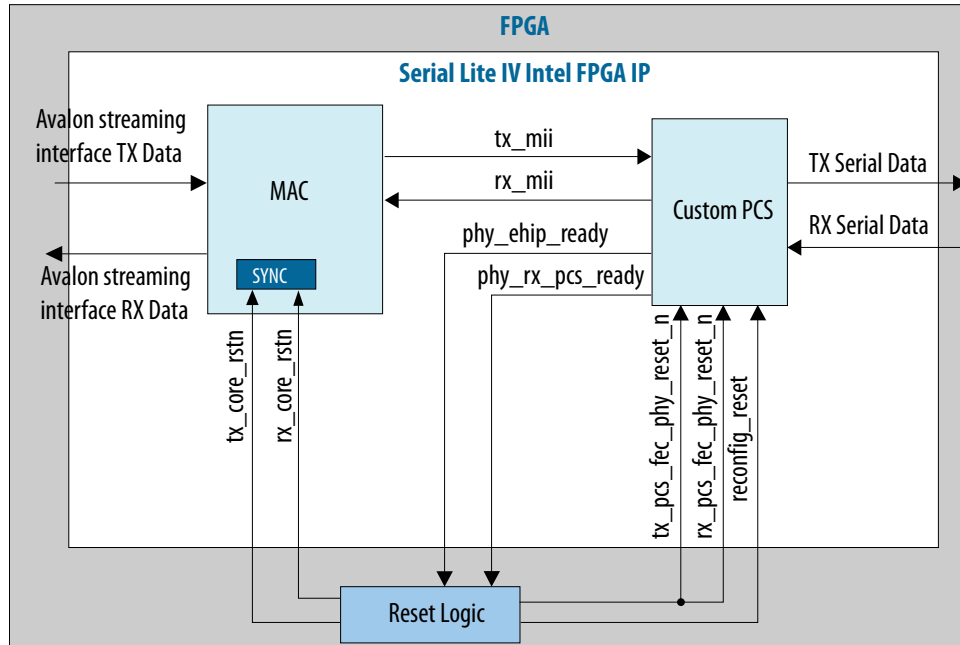 FPGA
Serial Lite IV Intel FPGA IP
Avalon streaming
interface TX Data
MAC
SYNC
Avalon streaming
interface RX Data
tx_mii
rx_mii
phy_ehip_ready
phy_rx_pcs_ready
Custom PCS
TX Serial Data
RX Serial Data
tx_core_rstn
rx_core_rstn
tx_pcs_fec_phy_reset_n
rx_pcs_fec_phy_reset_n
reconfig_reset
Reset Logic